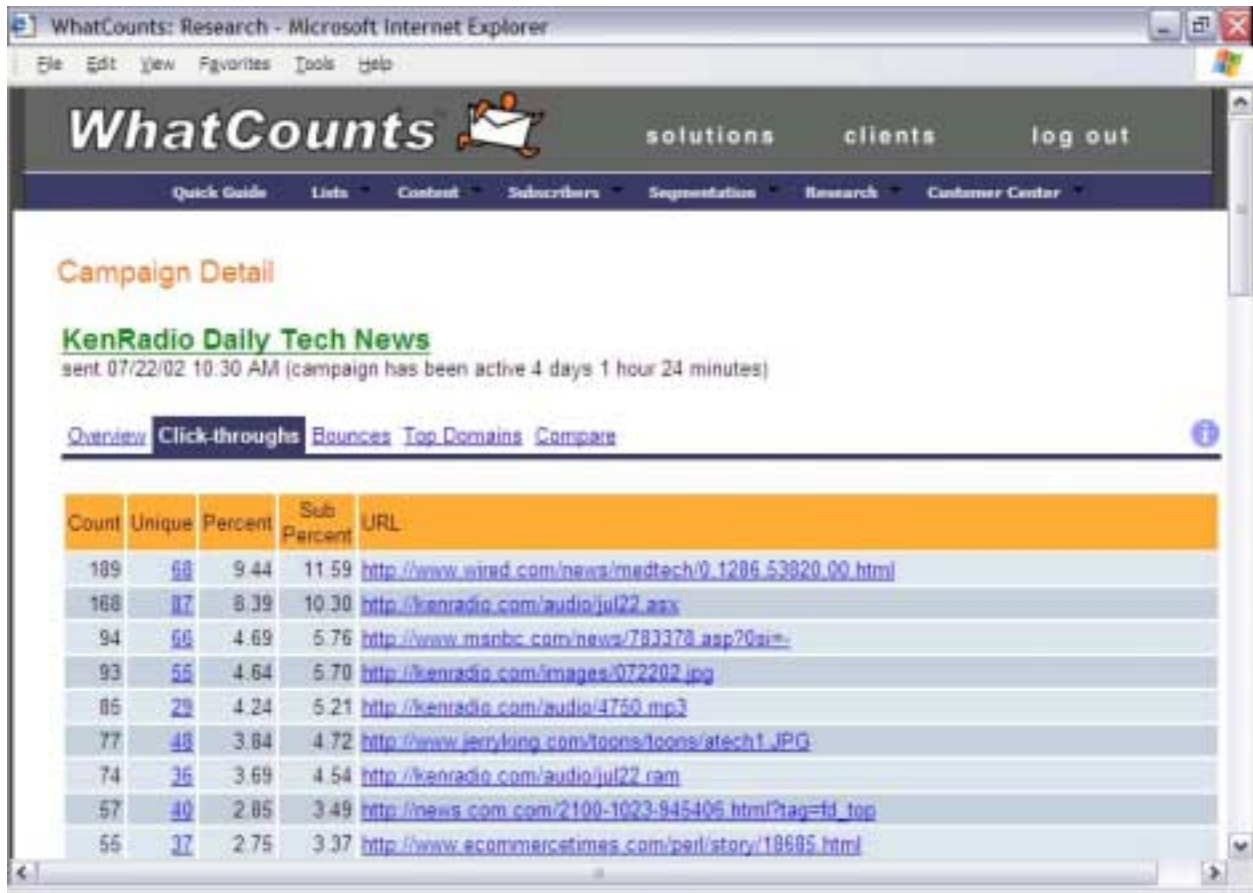 WhatCounts: Research - Microsoft Internet Explorer
File Edit View Favorites Tools Help
WhatCounts solutions clients log out
Quick Guide Lists Content Subscribers Segmentation Research Customer Center
Campaign Detail
KenRadio Daily Tech News
sent 07/22/02 10:30 AM (campaign has been active 4 days 1 hour 24 minutes)
Overview Click-throughs Bounces Top Domains Compare
Count Unique Percent Sub Percent URL
189 68 9.44 11.59 http://www.wired.com/news/medtech/0,1286,53820,00.html
168 87 8.39 10.30 http://kenradio.com/audio/jul22.asx
94 66 4.69 5.76 http://www.msnbc.com/news/783378.asp?0si=-
93 55 4.64 5.70 http://kenradio.com/images/072202.jpg
85 29 4.24 5.21 http://kenradio.com/audio/4750.mp3
77 48 3.84 4.72 http://www.jerryking.com/toons/toons/atech1.JPG
74 36 3.69 4.54 http://kenradio.com/audio/jul22.ram
57 40 2.85 3.49 http://news.com.com/2100-1023-945406.html?tag=fd_top
55 37 2.75 3.37 http://www.ecommercetimes.com/perl/story/18685.html